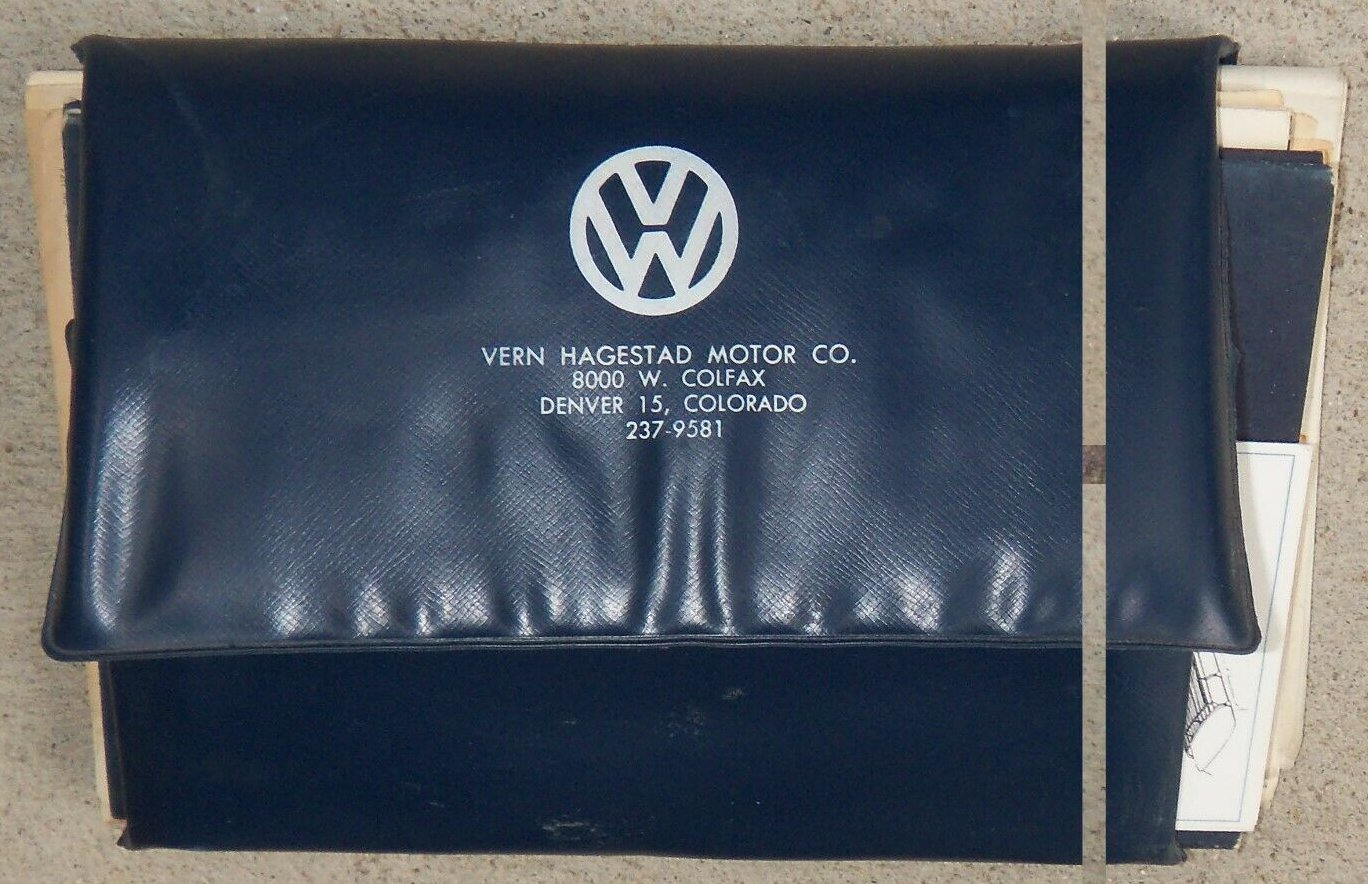 VW
VERN HAGESTAD MOTOR CO.
8000 W. COLFAX
DENVER 15, COLORADO
237-9581